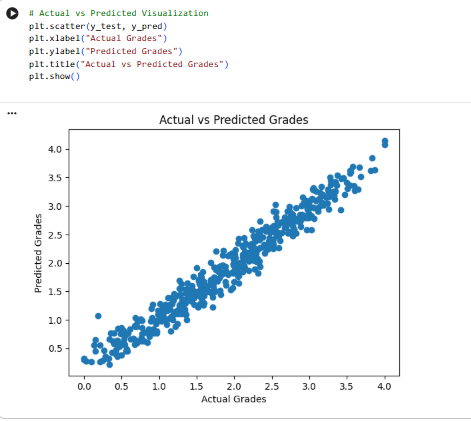 # Actual vs Predicted Visualization
plt.scatter(y_test, y_pred)
plt.xlabel("Actual Grades")
plt.ylabel("Predicted Grades")
plt.title("Actual vs Predicted Grades")
plt.show()
...
Actual vs Predicted Grades
4.0
3.5
3.0
2.5
2.0
1.5
1.0
0.5
Predicted Grades
0.0 0.5 1.0 1.5 2.0 2.5 3.0 3.5 4.0
Actual Grades